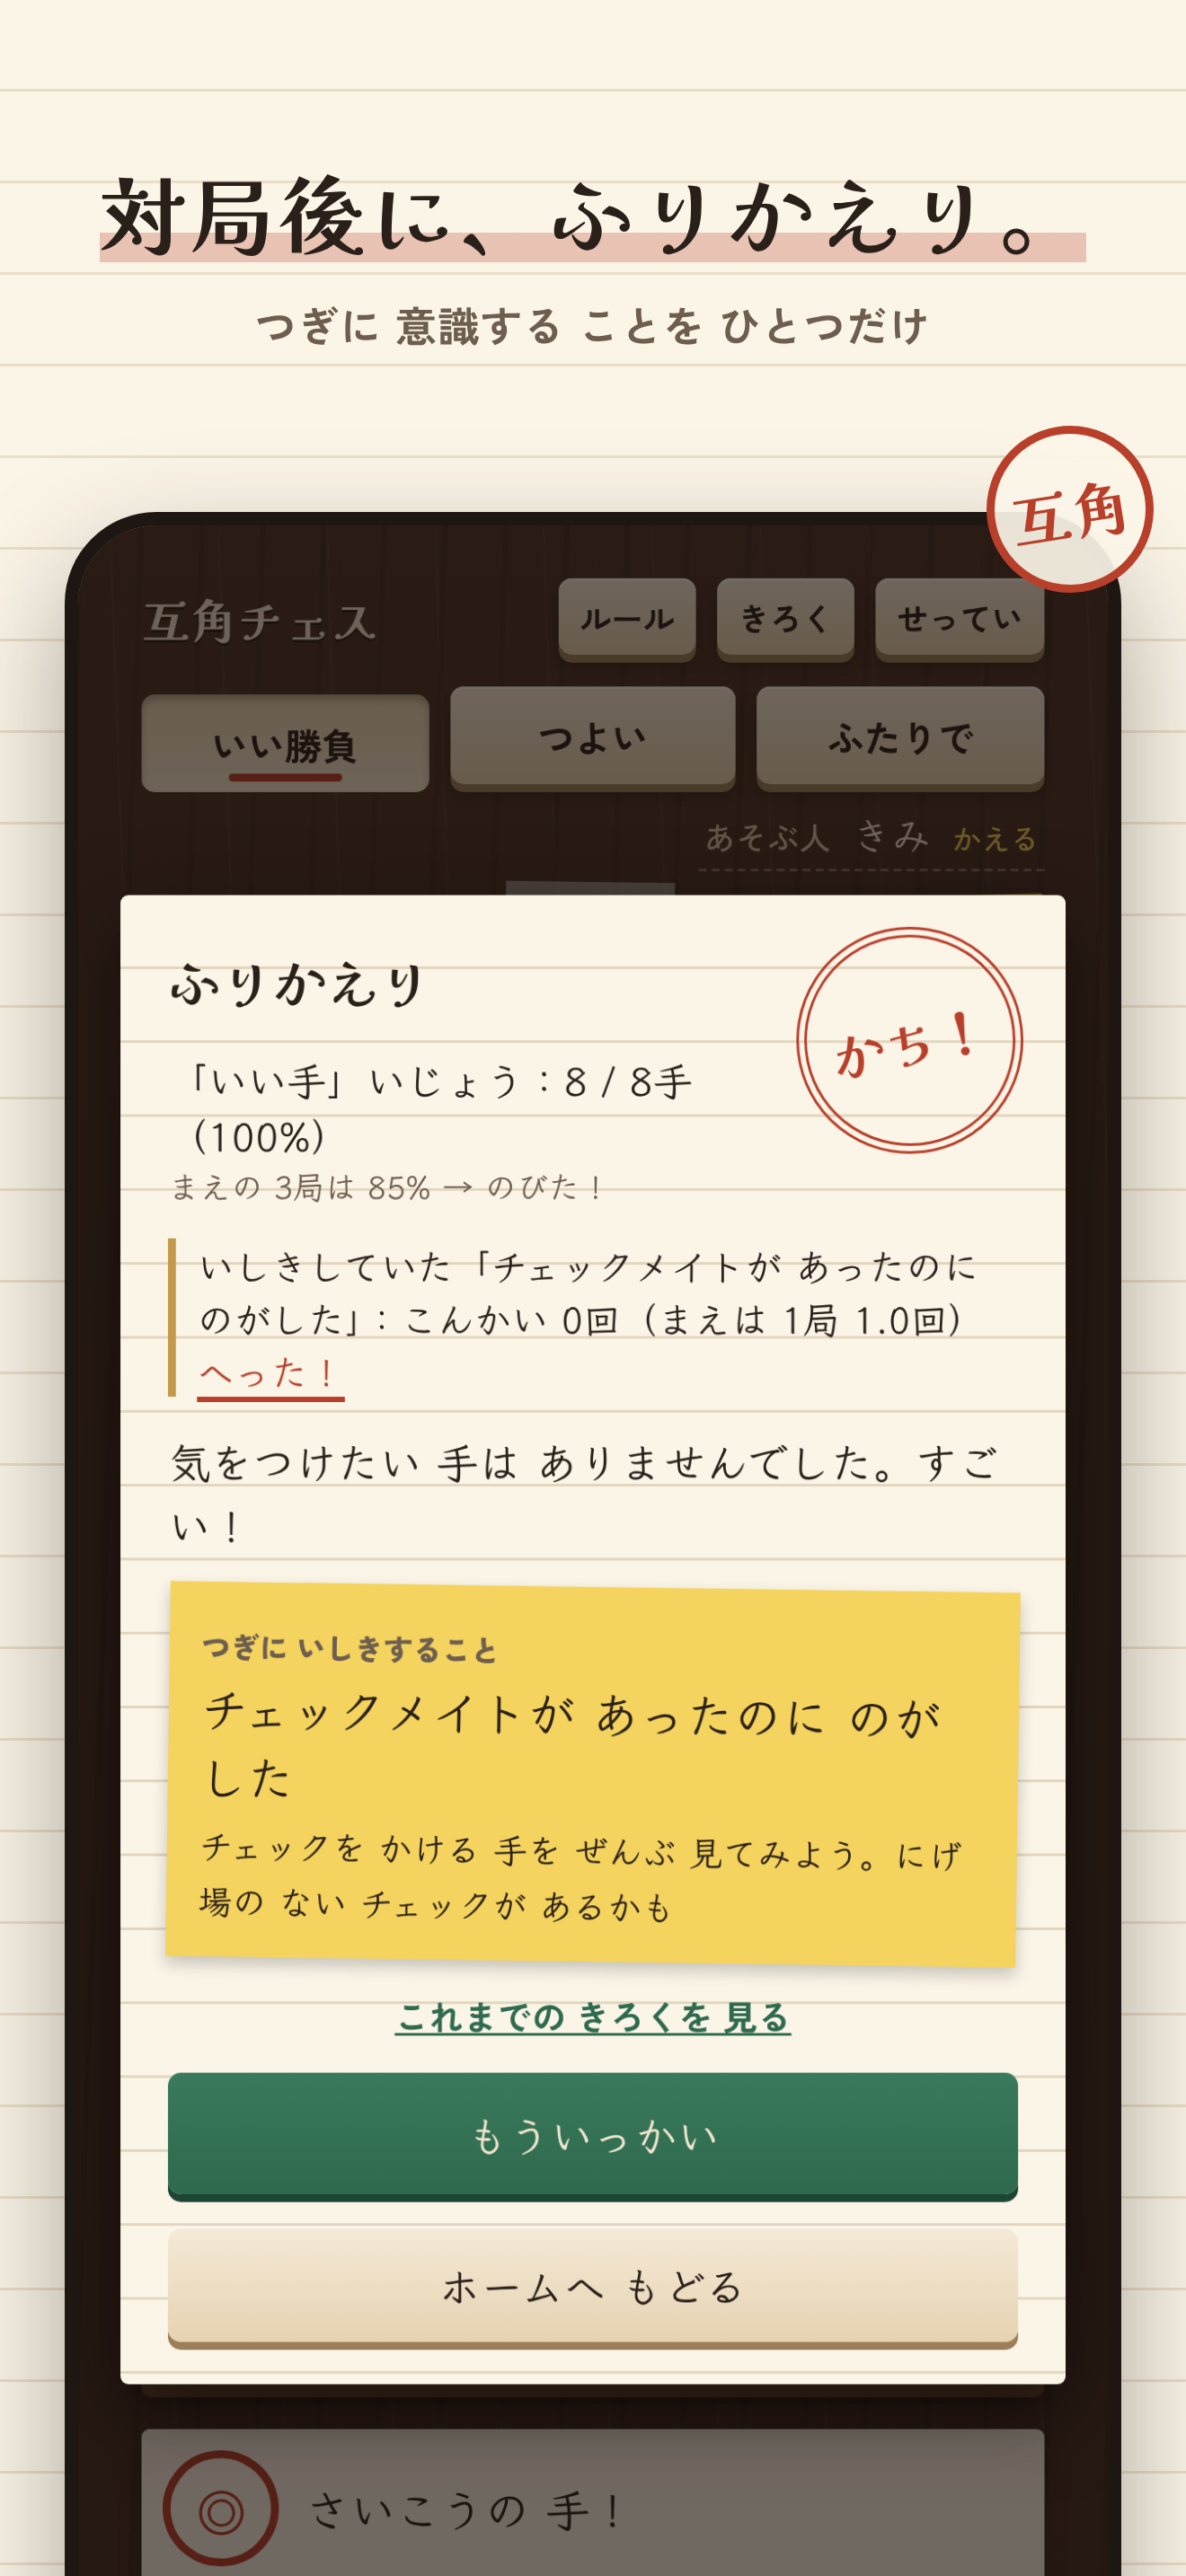 対局後に、ふりかえり。
つぎに 意識する ことを ひとつだけ
互角
互角チェス
ルール
きろく
せってい
いい勝負
つよい
ふたりで
あそぶ人 きみ かえる
ふりかえり
かち！
「いい手」いじょう：8 / 8手
（100%）
まえの 3局は 85% → のびた！
いしきしていた「チェックメイトが あったのに
のがした」：こんかい 0回（まえは 1局 1.0回）
へった！
気をつけたい 手は ありませんでした。すご
い！
つぎに いしきすること
チェックメイトが あったのに のが
した
チェックを かける 手を ぜんぶ 見てみよう。にげ
場の ない チェックが あるかも
これまでの きろくを 見る
もういっかい
ホームへ もどる
◎ さいこうの 手！